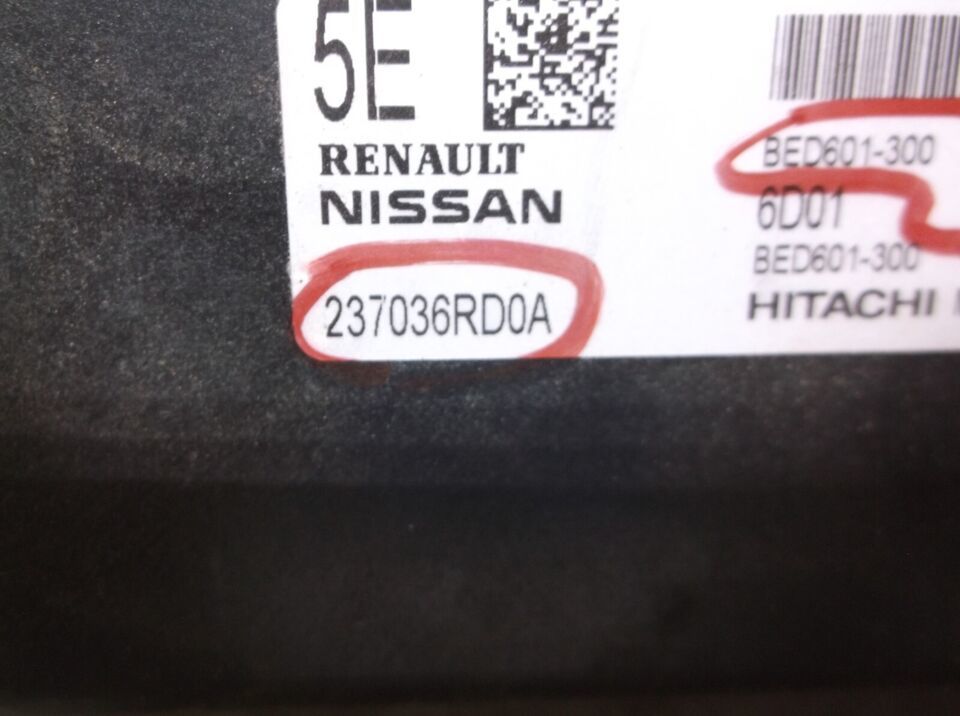 5E
RENAULT
NISSAN
237036RD0A
BED601-300
6D01
BED601-300
HITACHI